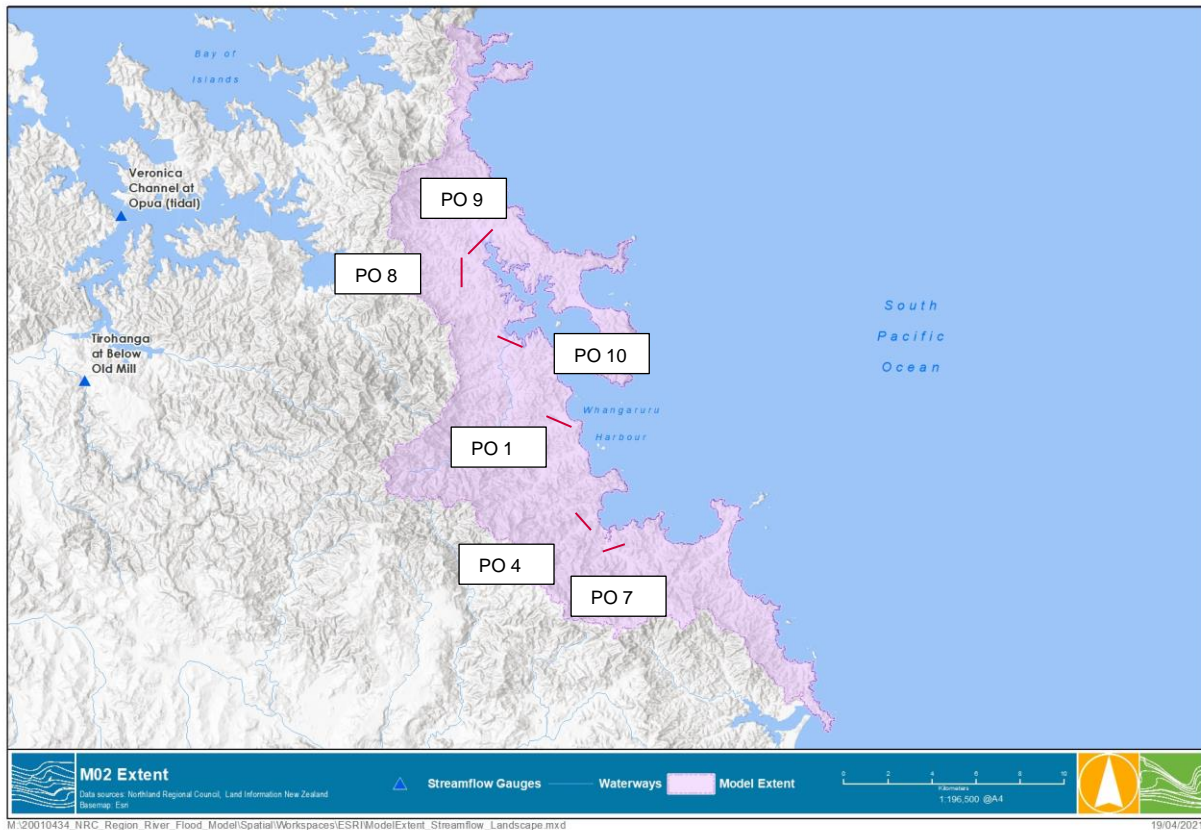 Bay of
Islands
Veronica
Channel at
Opua (tidal)
PO 9
PO 8
Tirohanga
at Below
Old Mill
PO 10
South
Pacific
Ocean
Whangaruru
Harbour
PO 1
PO 4
PO 7
M02 Extent
Data sources: Northland Regional Council, Land Information New Zealand
Basemap: Esri
Streamflow Gauges
Waterways
Model Extent
0 2 4 6 8 10
Kilometers
1:196,500 @A4
M:\20010434_NRC_Region_River_Flood_Model\Spatial\Workspaces\ESRI\ModelExtent_Streamflow_Landscape.mxd
19/04/2021